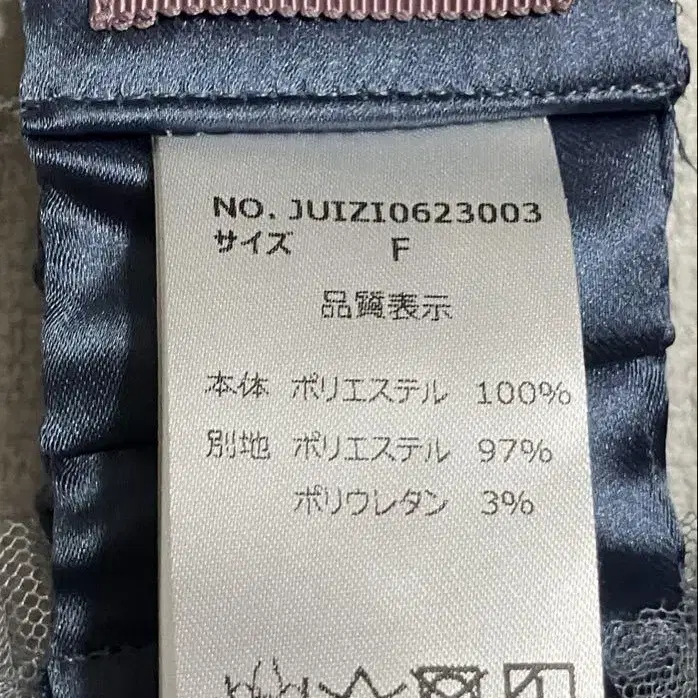 NO. JUIZI0623003
サイズ F
品質表示
本体 ポリエステル 100%
別地 ポリエステル 97%
ポリウレタン 3%